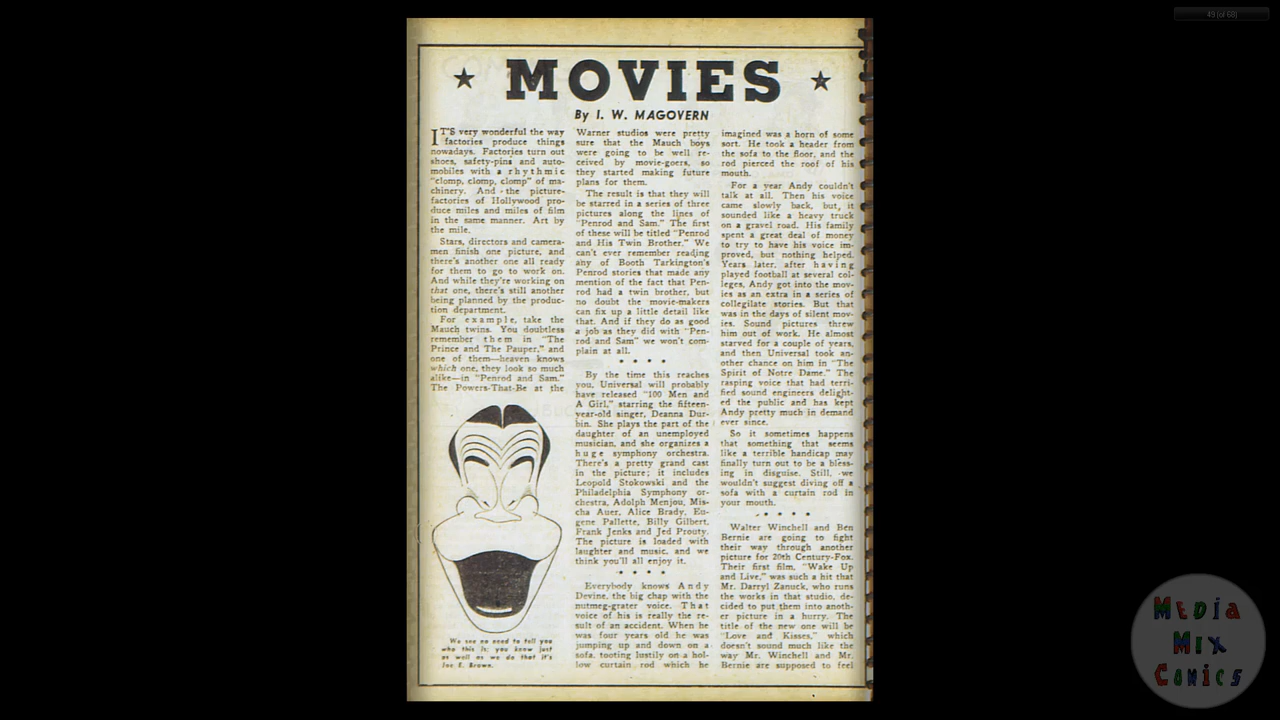 49 (of 68)
MOVIES
By I. W. MAGOVERN
IT'S very wonderful the way
factories produce things
nowadays. Factories turn out
shoes, safety-pins and auto-
mobiles with a rhythmic
"clomp, clomp, clomp" of ma-
chinery. And the picture-
factories of Hollywood pro-
duce miles and miles of film
in the same manner. Art by
the mile.
Stars, directors and camera-
men finish one picture, and
there's another one all ready
for them to go to work on.
And while they're working on
that one, there's still another
being planned by the produc-
tion department.
For example, take the
Mauch twins. You doubtless
remember them in "The
Prince and The Pauper," and
one of them—heaven knows
which one, they look so much
alike—in "Penrod and Sam."
The Powers-That-Be at the
We see no need to tell you
who this is; you know just
as well as we do that it's
Joe E. Brown.
Warner studios were pretty
sure that the Mauch boys
were going to be well re-
ceived by movie-goers, so
they started making future
plans for them.
The result is that they will
be starred in a series of three
pictures along the lines of
"Penrod and Sam." The first
of these will be titled "Penrod
and His Twin Brother." We
can't ever remember reading
any of Booth Tarkington's
Penrod stories that made any
mention of the fact that Pen-
rod had a twin brother, but
no doubt the movie-makers
can fix up a little detail like
that. And if they do as good
a job as they did with "Pen-
rod and Sam" we won't com-
plain at all.
* * * *
By the time this reaches
you, Universal will probably
have released "100 Men and
A Girl," starring the fifteen-
year-old singer, Deanna Dur-
bin. She plays the part of the
daughter of an unemployed
musician, and she organizes a
huge symphony orchestra.
There's a pretty grand cast
in the picture; it includes
Leopold Stokowski and the
Philadelphia Symphony or-
chestra, Adolph Menjou, Mis-
cha Auer, Alice Brady, Eu-
gene Pallette, Billy Gilbert,
Frank Jenks and Jed Prouty.
The picture is loaded with
laughter and music, and we
think you'll all enjoy it.
* * * *
Everybody knows Andy
Devine, the big chap with the
nutmeg-grater voice. That
voice of his is really the re-
sult of an accident. When he
was four years old he was
jumping up and down on a
sofa, tooting lustily on a hol-
low curtain rod which he
imagined was a horn of some
sort. He took a header from
the sofa to the floor, and the
rod pierced the roof of his
mouth.
For a year Andy couldn't
talk at all. Then his voice
came slowly back, but, it
sounded like a heavy truck
on a gravel road. His family
spent a great deal of money
to try to have his voice im-
proved, but nothing helped.
Years later, after having
played football at several col-
leges, Andy got into the mov-
ies as an extra in a series of
collegiate stories. But that
was in the days of silent mov-
ies. Sound pictures threw
him out of work. He almost
starved for a couple of years,
and then Universal took an-
other chance on him in "The
Spirit of Notre Dame." The
rasping voice that had terri-
fied sound engineers delight-
ed the public and has kept
Andy pretty much in demand
ever since.
So it sometimes happens
that something that seems
like a terrible handicap may
finally turn out to be a bless-
ing in disguise. Still, we
wouldn't suggest diving off a
sofa with a curtain rod in
your mouth.
* * * *
Walter Winchell and Ben
Bernie are going to fight
their way through another
picture for 20th Century-Fox.
Their first film, "Wake Up
and Live," was such a hit that
Mr. Darryl Zanuck, who runs
the works in that studio, de-
cided to put them into anoth-
er picture in a hurry. The
title of the new one will be
"Love and Kisses," which
doesn't sound much like the
way Mr. Winchell and Mr.
Bernie are supposed to feel
MEDIA
MIX
COMICS